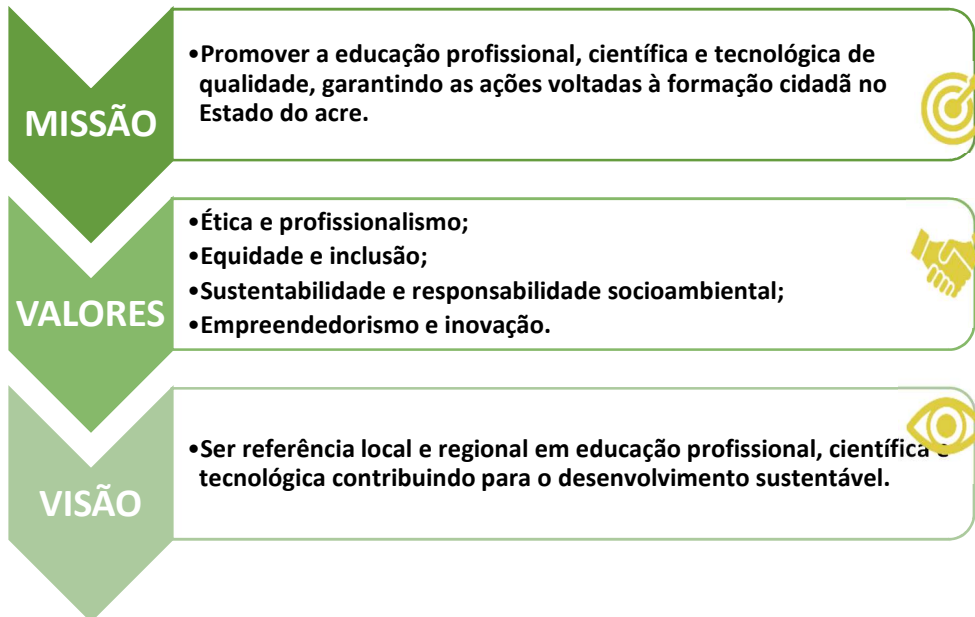 MISSÃO
•Promover a educação profissional, científica e tecnológica de
qualidade, garantindo as ações voltadas à formação cidadã no
Estado do acre.
VALORES
•Ética e profissionalismo;
•Equidade e inclusão;
•Sustentabilidade e responsabilidade socioambiental;
•Empreendedorismo e inovação.
VISÃO
•Ser referência local e regional em educação profissional, científica e
tecnológica contribuindo para o desenvolvimento sustentável.